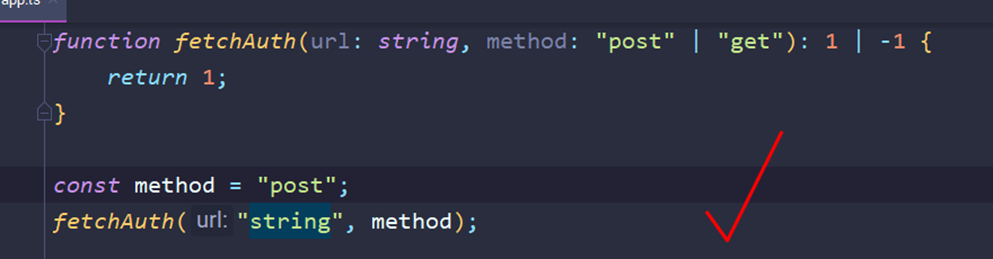 app.ts
function fetchAuth(url: string, method: "post" | "get"): 1 | -1 {
return 1;
}
const method = "post";
fetchAuth( url: "string", method);